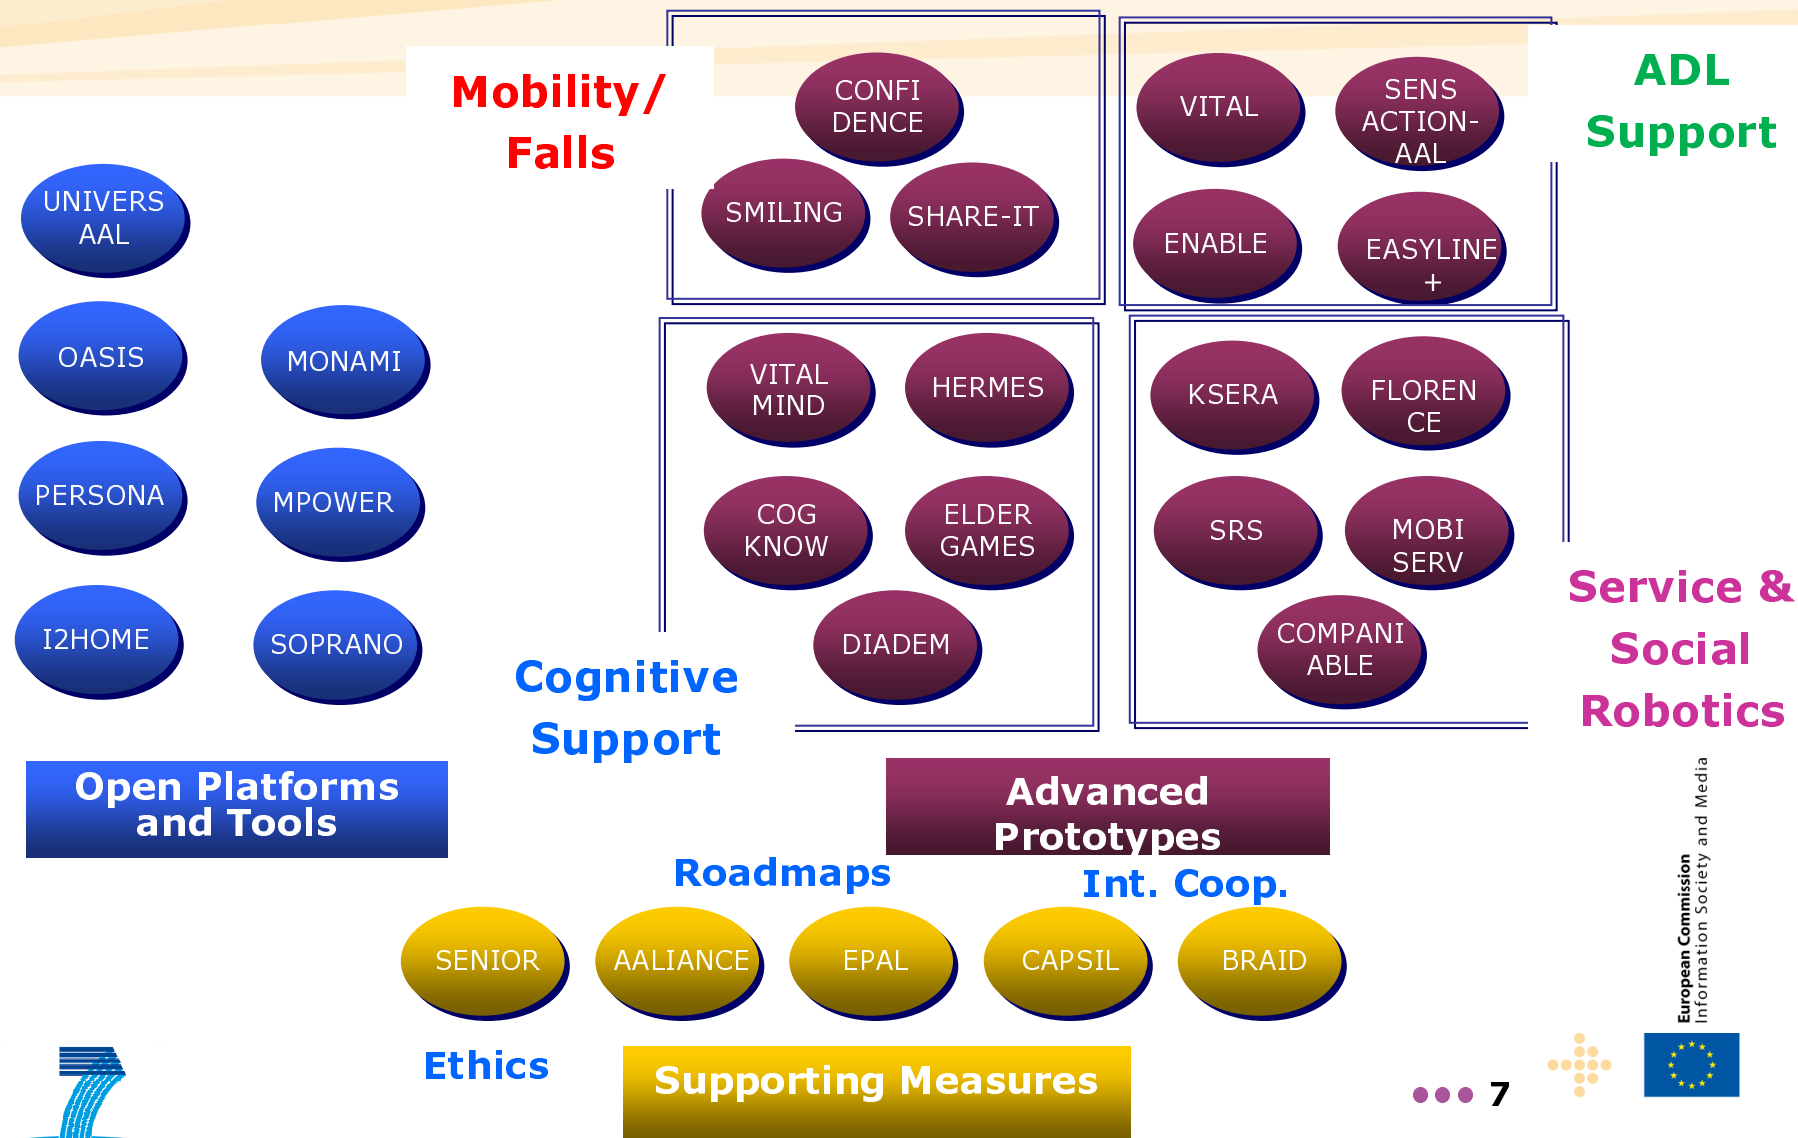 Mobility/
Falls
CONFI
DENCE
SMILING
SHARE-IT
VITAL
SENS
ACTION-
AAL
ENABLE
EASYLINE
+
ADL
Support
UNIVERS
AAL
OASIS
MONAMI
PERSONA
MPOWER
I2HOME
SOPRANO
VITAL
MIND
HERMES
COG
KNOW
ELDER
GAMES
DIADEM
Cognitive
Support
KSERA
FLOREN
CE
SRS
MOBI
SERV
COMPANI
ABLE
Service &
Social
Robotics
Open Platforms
and Tools
Advanced
Prototypes
Roadmaps
Int. Coop.
SENIOR
AALIANCE
EPAL
CAPSIL
BRAID
Ethics
Supporting Measures
European Commission
Information Society and Media
7